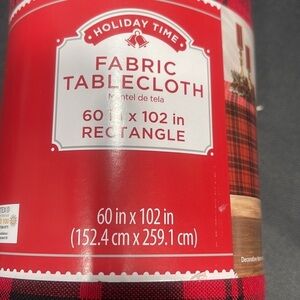 HOLIDAY TIME
FABRIC
TABLECLOTH
Mantel de tela
60 in x 102 in
RECTANGLE
60 in x 102 in
(152.4 cm x 259.1 cm)